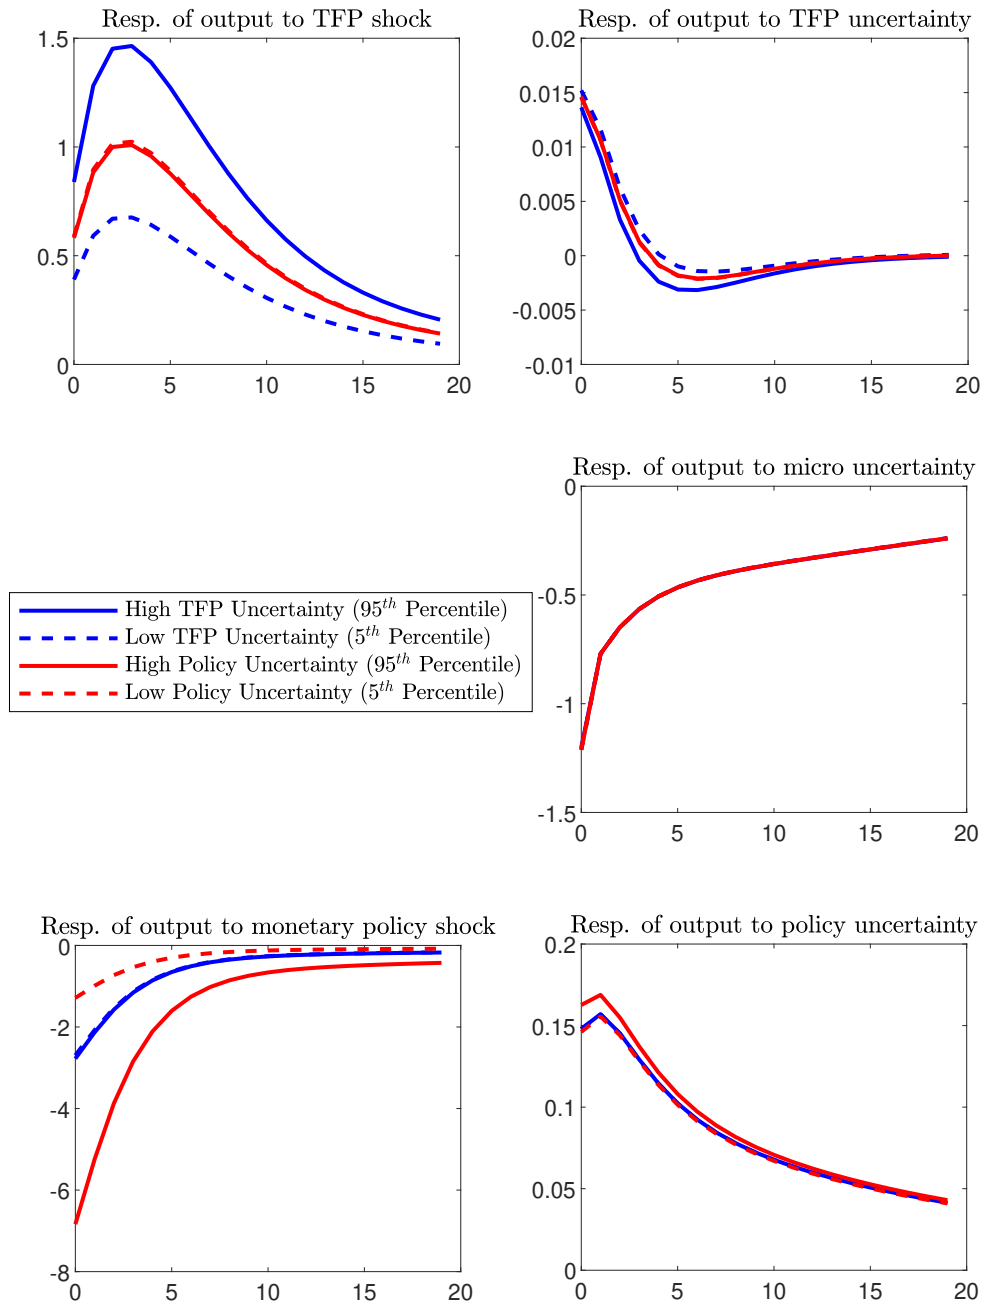 Resp. of output to TFP shock
1.5
1
0.5
0
0 5 10 15 20
Resp. of output to TFP uncertainty
0.02
0.015
0.01
0.005
0
-0.005
-0.01
0 5 10 15 20
Resp. of output to micro uncertainty
0
-0.5
-1
-1.5
0 5 10 15 20
High TFP Uncertainty (95th Percentile)
Low TFP Uncertainty (5th Percentile)
High Policy Uncertainty (95th Percentile)
Low Policy Uncertainty (5th Percentile)
Resp. of output to monetary policy shock
0
-2
-4
-6
-8
0 5 10 15 20
Resp. of output to policy uncertainty
0.2
0.15
0.1
0.05
0
0 5 10 15 20